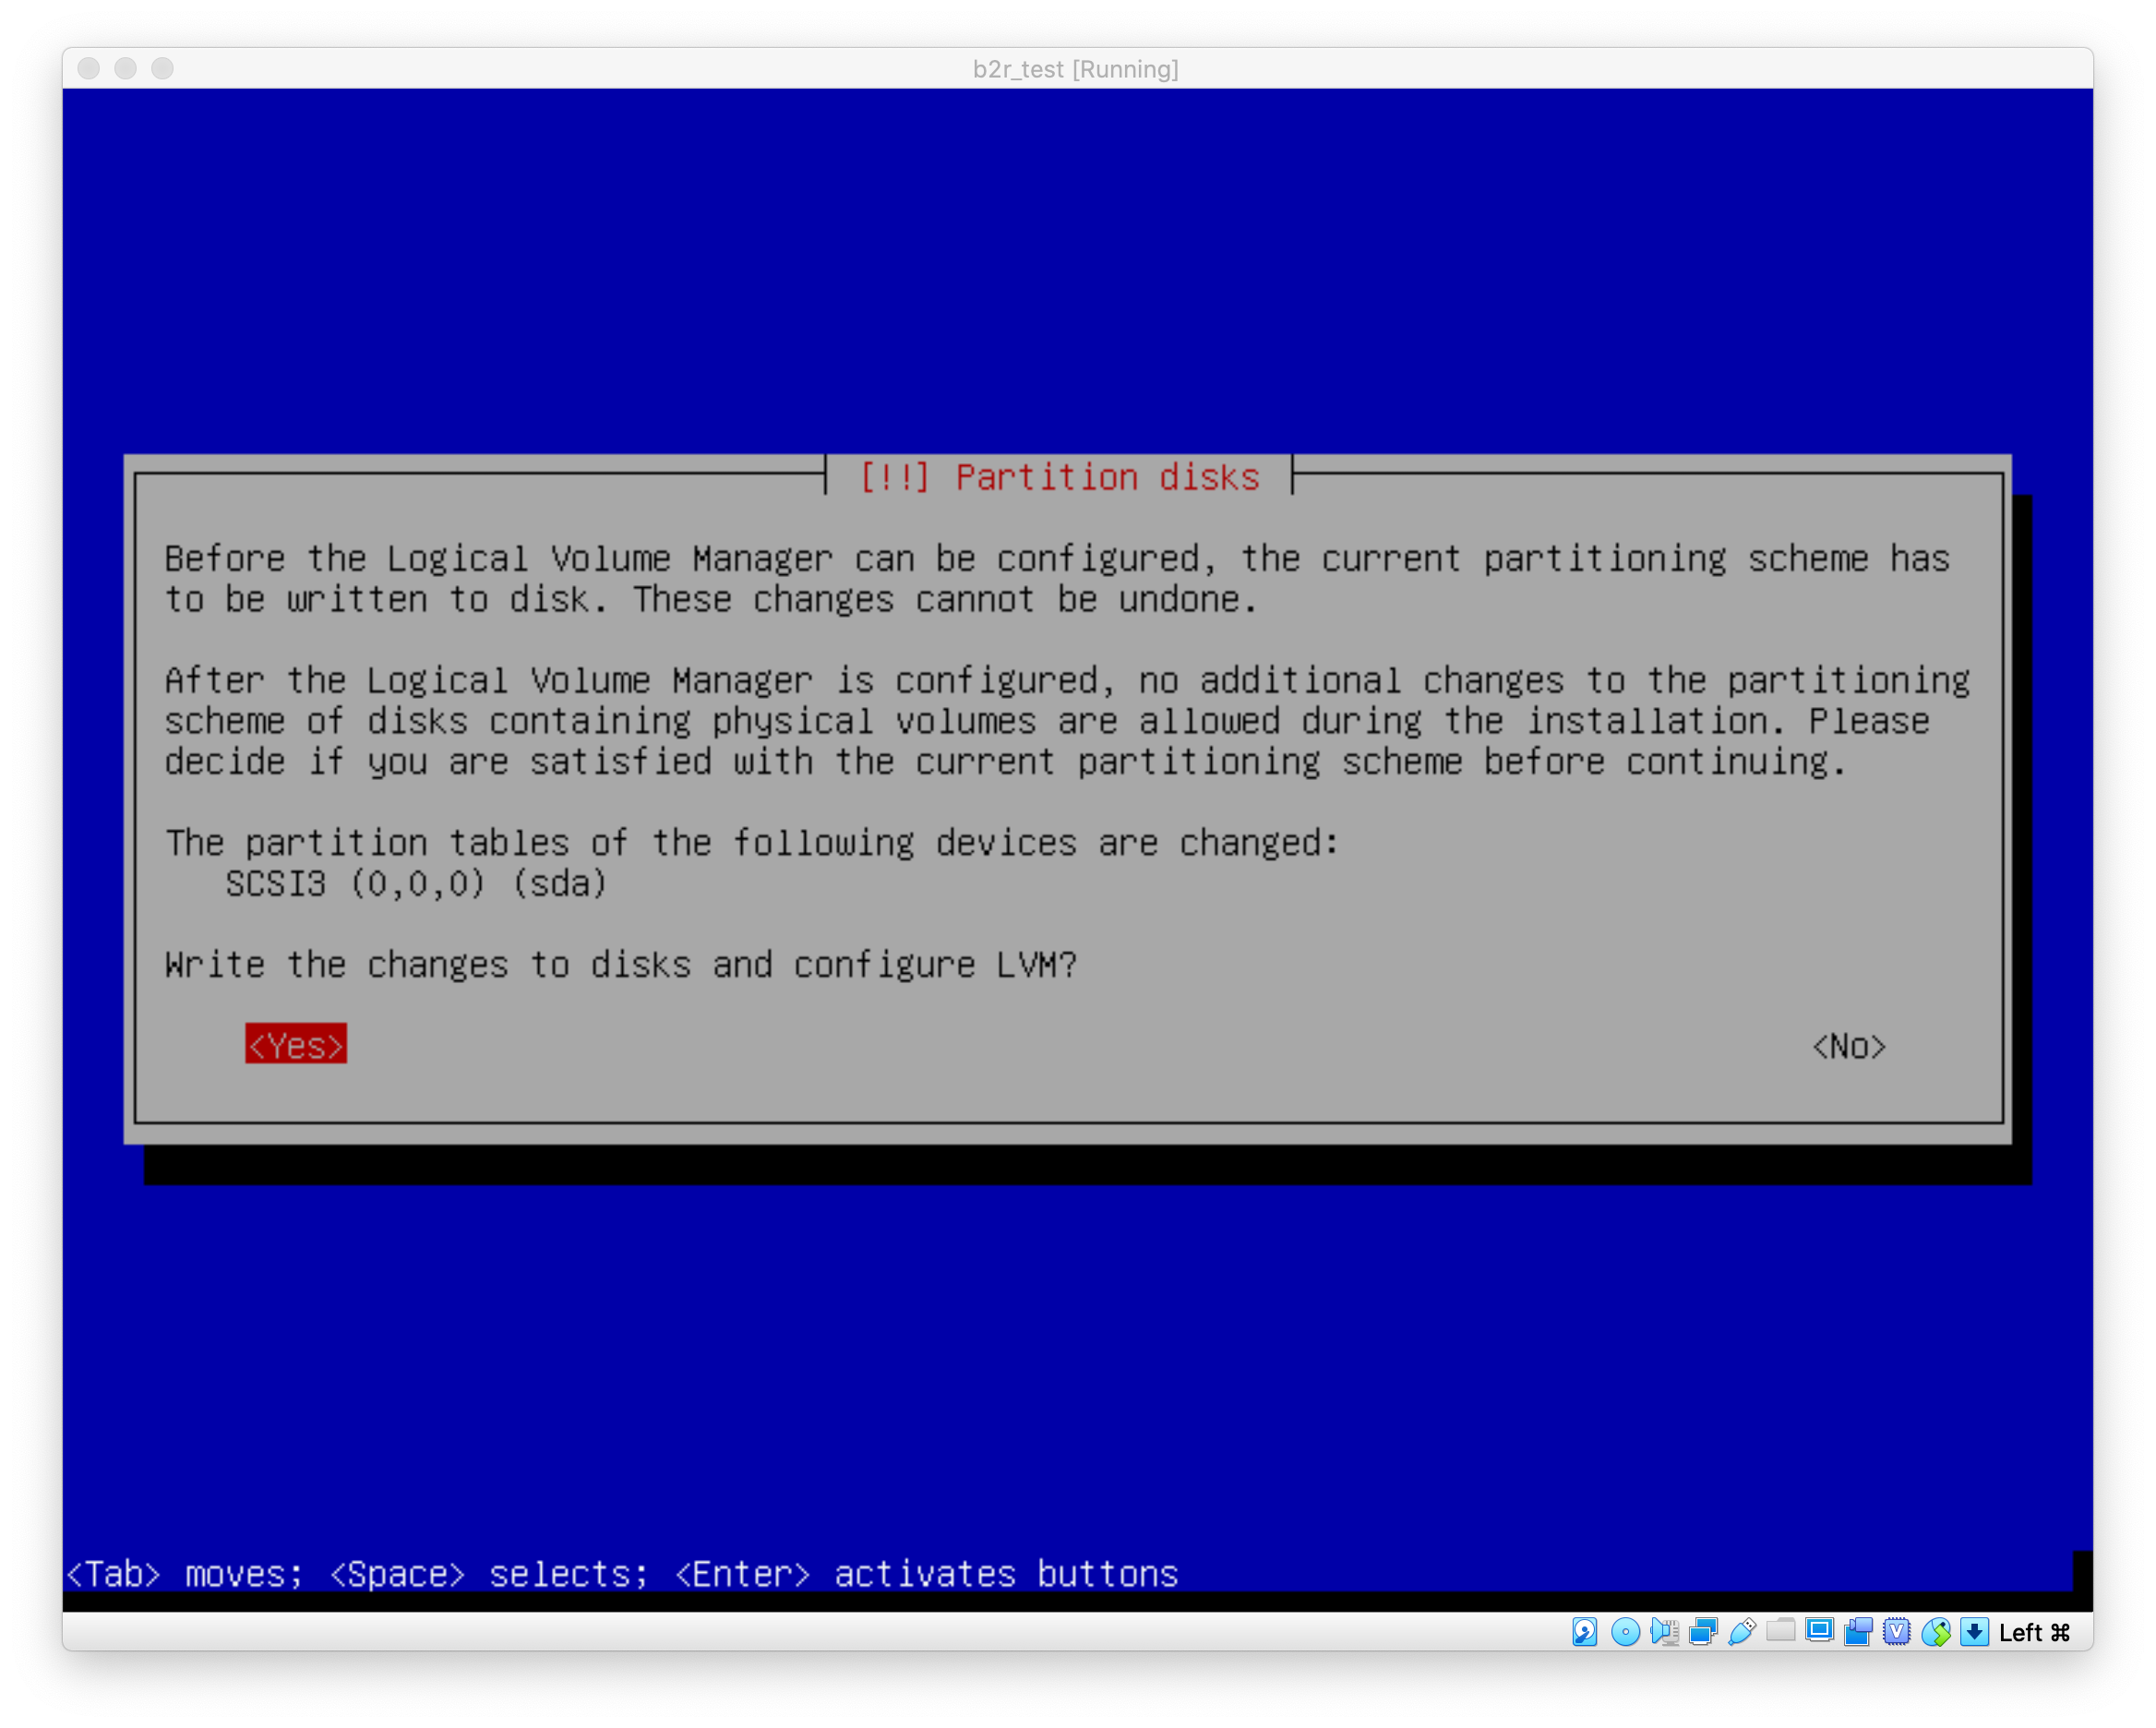 b2r_test [Running]
[!!] Partition disks
Before the Logical Volume Manager can be configured, the current partitioning scheme has
to be written to disk. These changes cannot be undone.
After the Logical Volume Manager is configured, no additional changes to the partitioning
scheme of disks containing physical volumes are allowed during the installation. Please
decide if you are satisfied with the current partitioning scheme before continuing.
The partition tables of the following devices are changed:
SCSI3 (0,0,0) (sda)
Write the changes to disks and configure LVM?
<Yes> <No>
<Tab> moves; <Space> selects; <Enter> activates buttons
Left ⌘